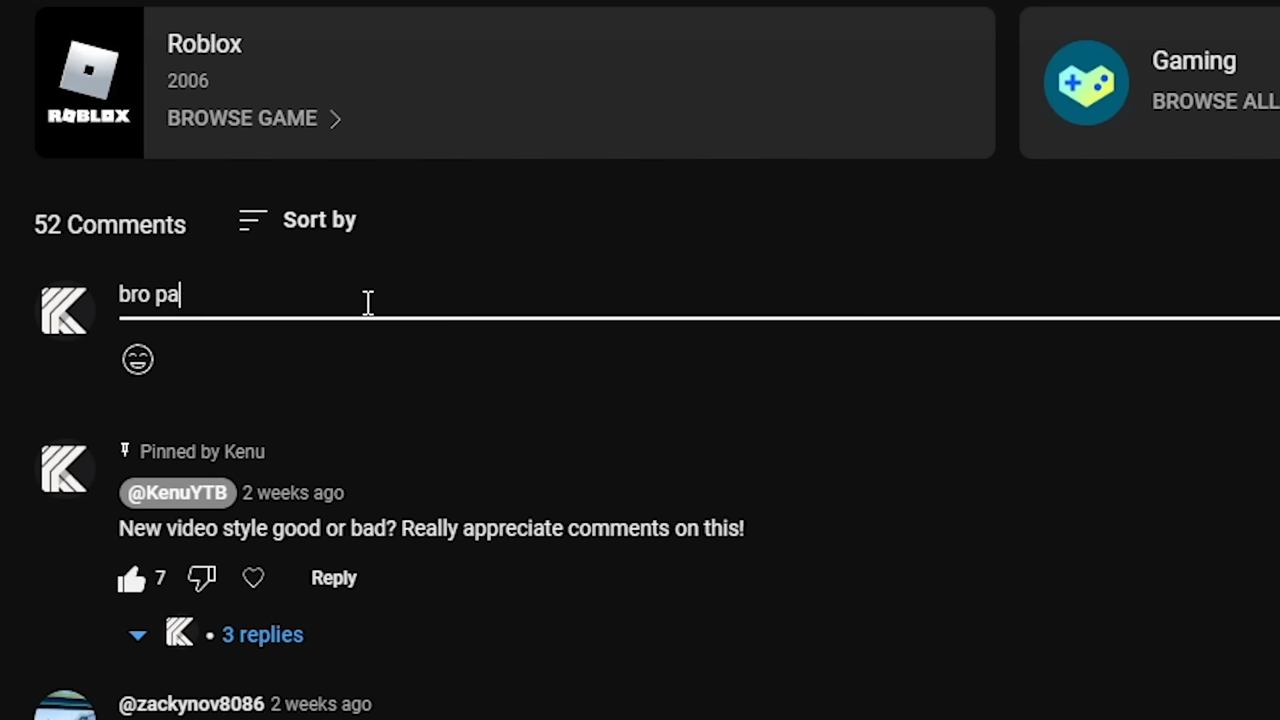 Roblox
2006
BROWSE GAME
ROBLOX
Gaming
BROWSE ALL
52 Comments
Sort by
bro pa
Pinned by Kenu
@KenuYTB 2 weeks ago
New video style good or bad? Really appreciate comments on this!
7
Reply
• 3 replies
@zackynov8086 2 weeks ago